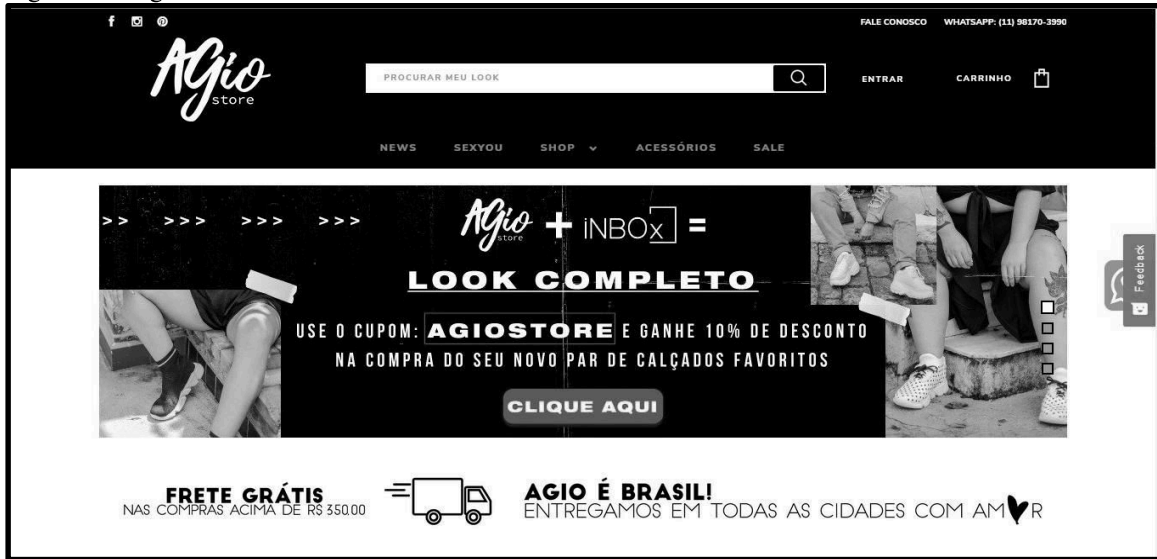 FALE CONOSCO WHATSAPP: (11) 98170-3990
AGio
store
PROCURAR MEU LOOK
ENTRAR CARRINHO
NEWS SEXYOU SHOP ACESSÓRIOS SALE
>> >>> >>> >>>
AGio store + iNBOx =
LOOK COMPLETO
USE O CUPOM: AGIOSTORE E GANHE 10% DE DESCONTO
NA COMPRA DO SEU NOVO PAR DE CALÇADOS FAVORITOS
CLIQUE AQUI
Feedback
FRETE GRÁTIS
NAS COMPRAS ACIMA DE R$ 350.00
AGIO É BRASIL!
ENTREGAMOS EM TODAS AS CIDADES COM AM♥R